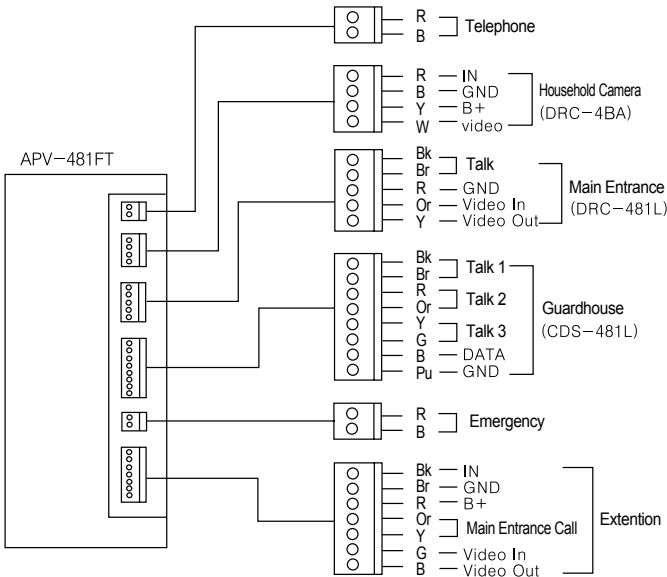 R
B
Telephone
R IN
B GND
Y B+
W video
Household Camera
(DRC-4BA)
APV-481FT
Bk
Br
Talk
R GND
Or Video In
Y Video Out
Main Entrance
(DRC-481L)
Bk
Br
Talk 1
R
Or
Talk 2
Y
G
Talk 3
B DATA
Pu GND
Guardhouse
(CDS-481L)
R
B
Emergency
Bk IN
Br GND
R B+
Or
Y
Main Entrance Call
G Video In
B Video Out
Extention